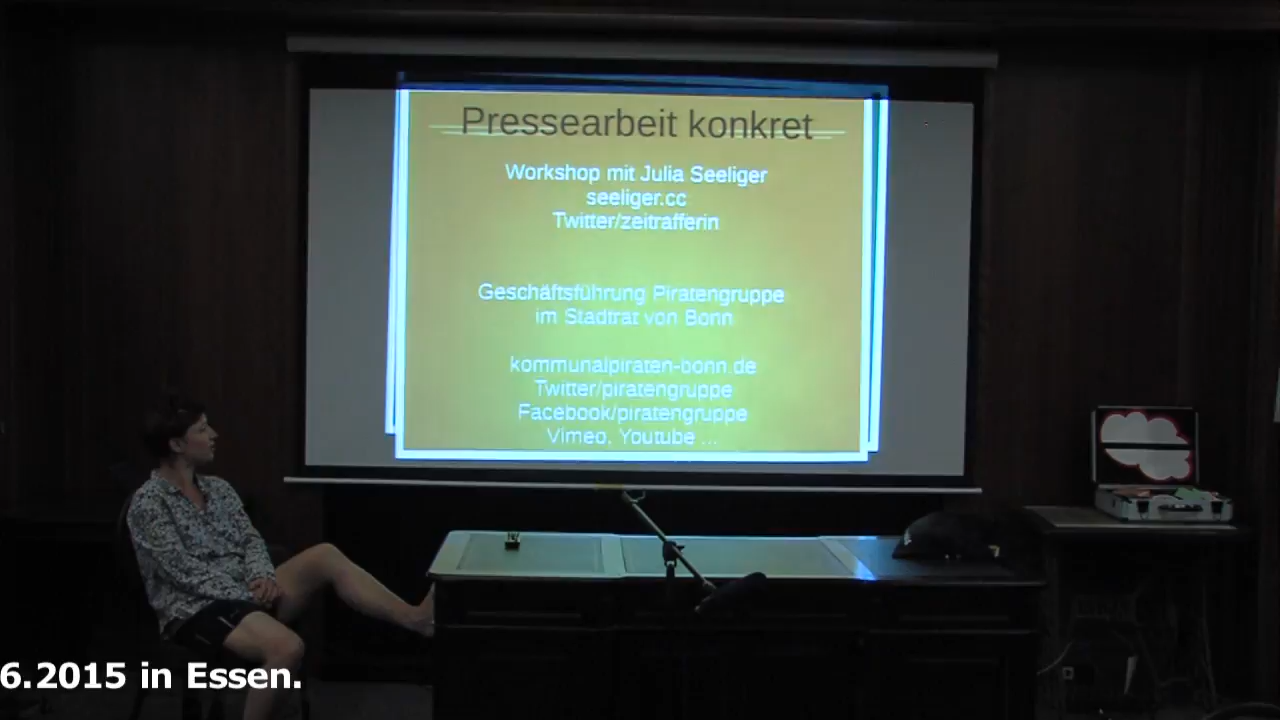 Pressearbeit konkret
Workshop mit Julia Seeliger
seeliger.cc
Twitter/zeitrafferin
Geschäftsführung Piratengruppe
im Stadtrat von Bonn
kommunalpiraten-bonn.de
Twitter/piratengruppe
Facebook/piratengruppe
Vimeo, Youtube ...
6.2015 in Essen.